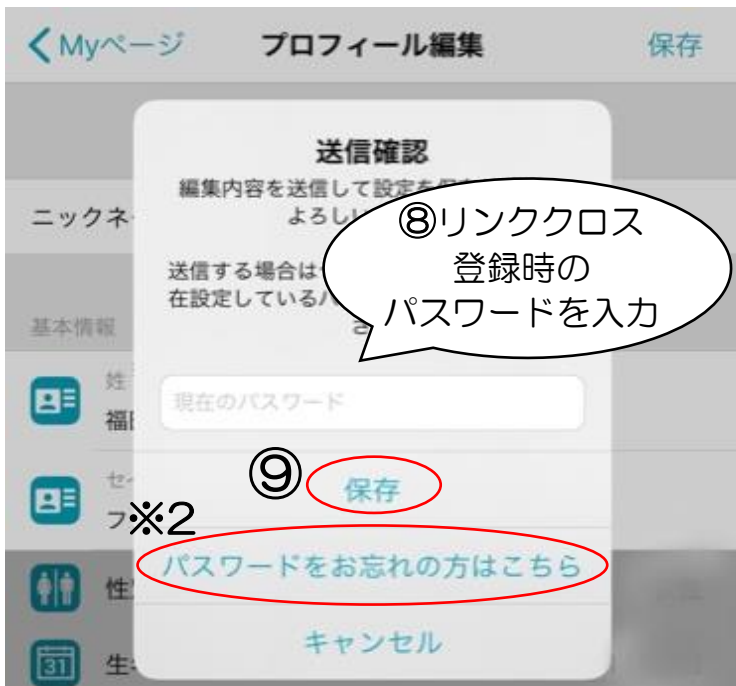 Myページ プロフィール編集 保存
送信確認
編集内容を送信して設定を
よろし
⑧リンククロス
登録時の
パスワードを入力
ニックネ
送信する場合は
在設定している
基本情報
姓
福
現在のパスワード
セ
フ
⑨ 保存
※2
パスワードをお忘れの方はこちら
性
キャンセル
31 生